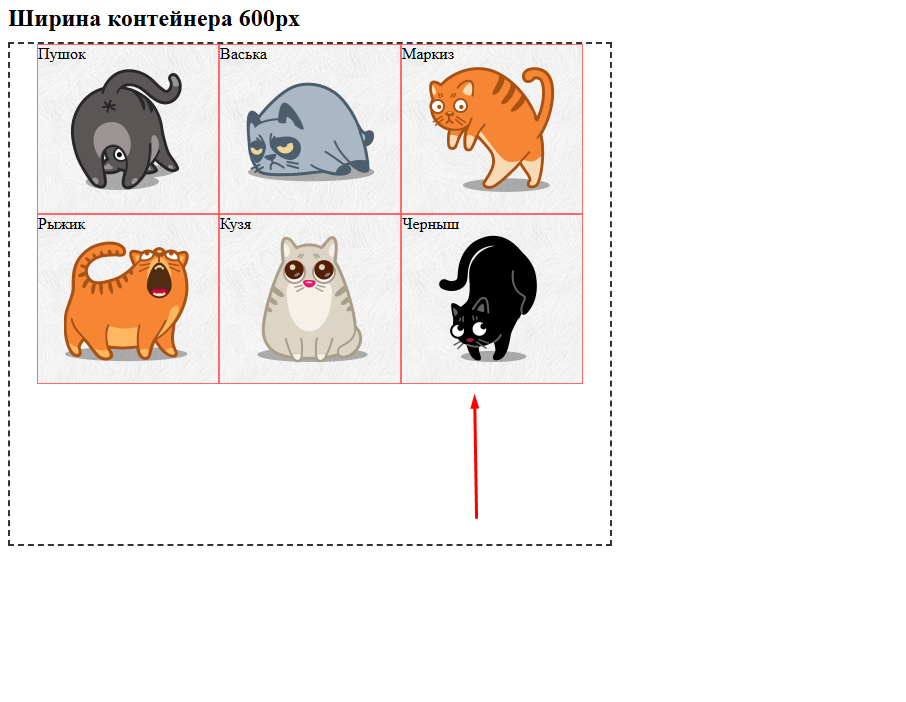 Ширина контейнера 600px
Пушок Васька Маркиз
Рыжик Кузя Черныш